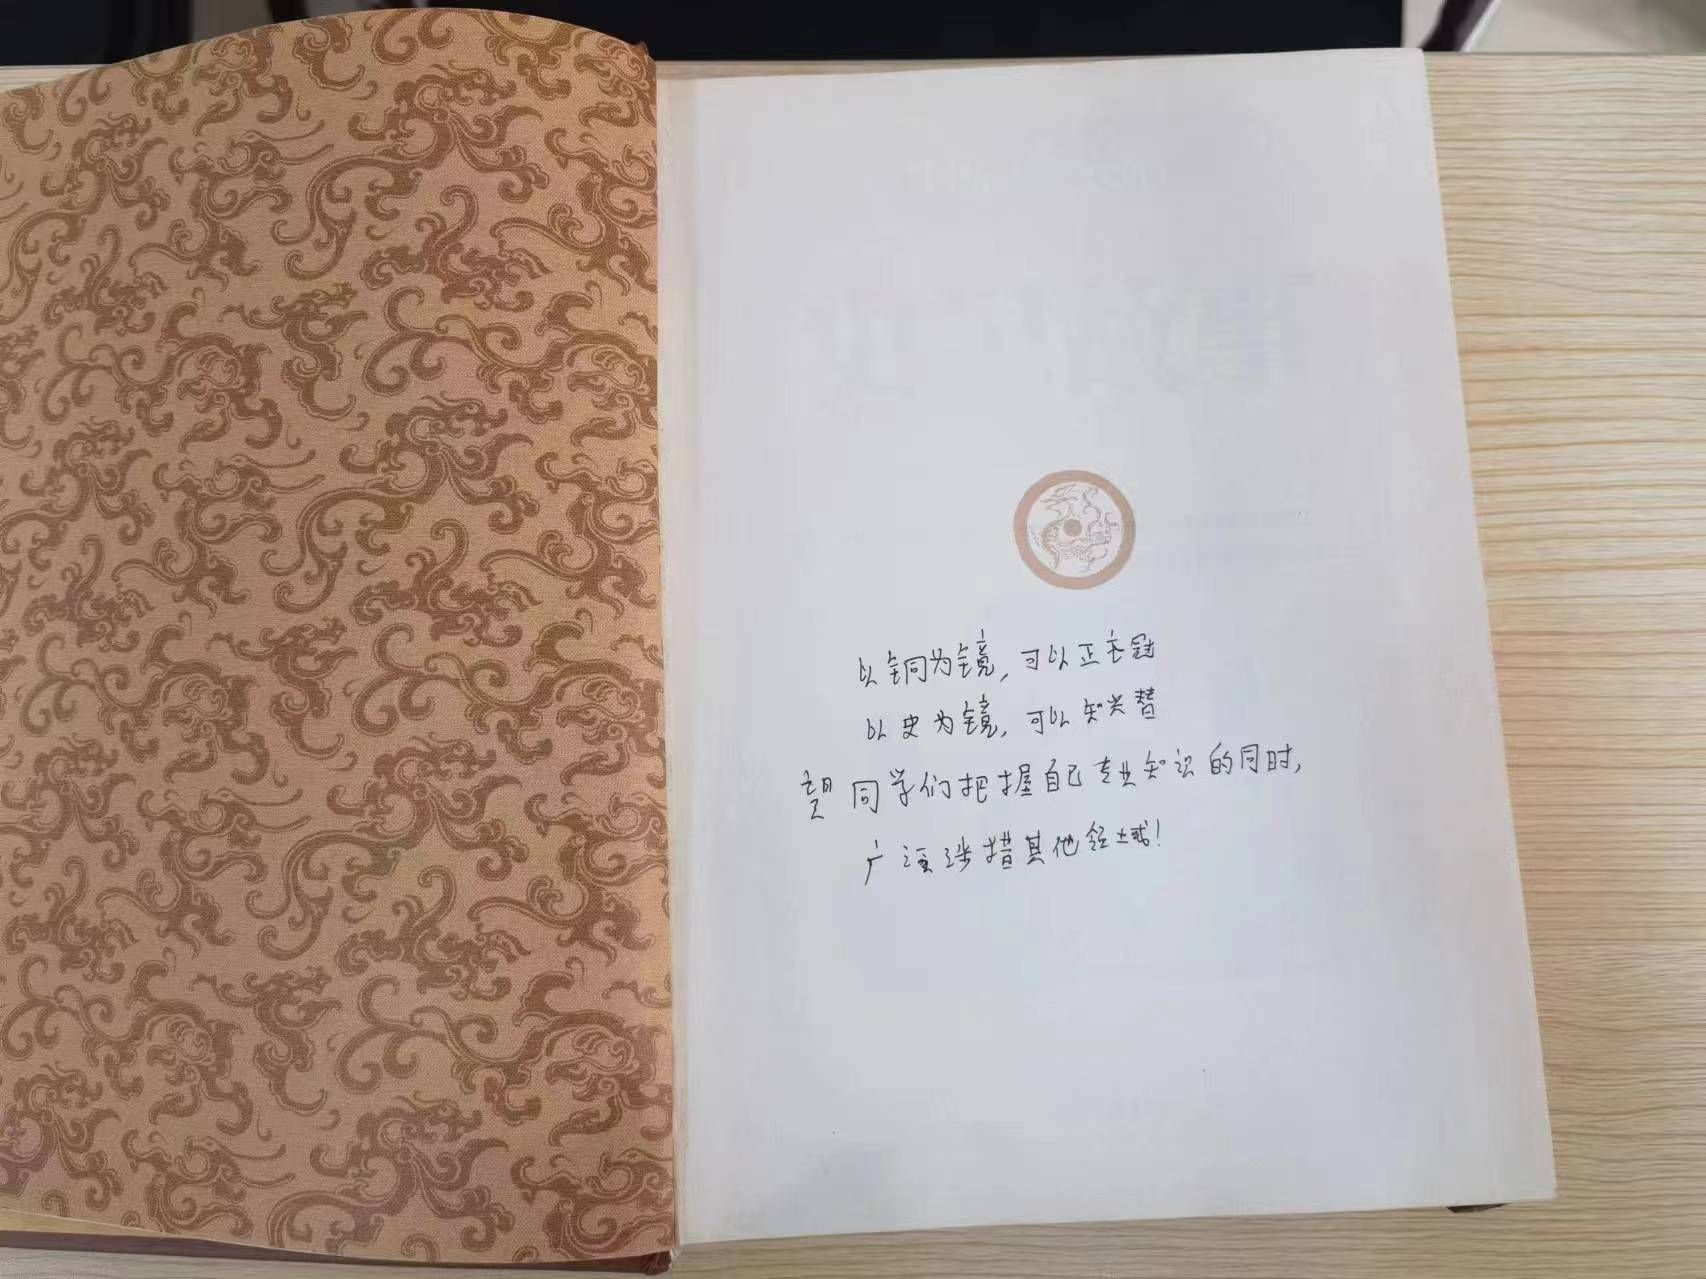 以铜为镜，可以正衣冠
以史为镜，可以知兴替
望同学们把握自己专业知识的同时，
广泛涉猎其他领域！